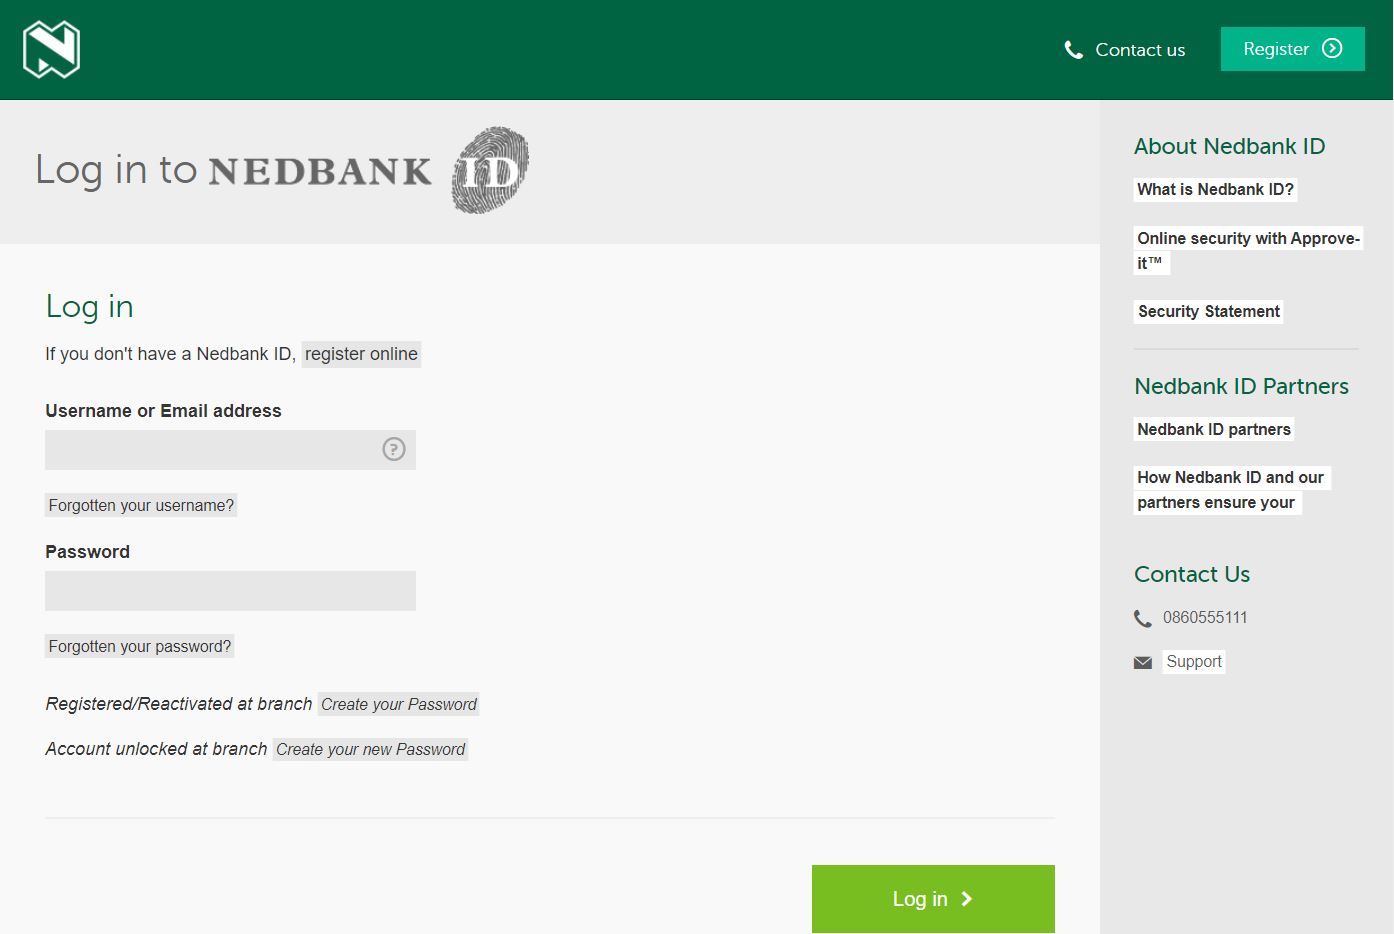 Contact us
Register
Log in to NEDBANK ID
Log in
If you don't have a Nedbank ID, register online
Username or Email address
?
Forgotten your username?
Password
Forgotten your password?
Registered/Reactivated at branch Create your Password
Account unlocked at branch Create your new Password
Log in
About Nedbank ID
What is Nedbank ID?
Online security with Approve-
it™
Security Statement
Nedbank ID Partners
Nedbank ID partners
How Nedbank ID and our
partners ensure your
Contact Us
0860555111
Support